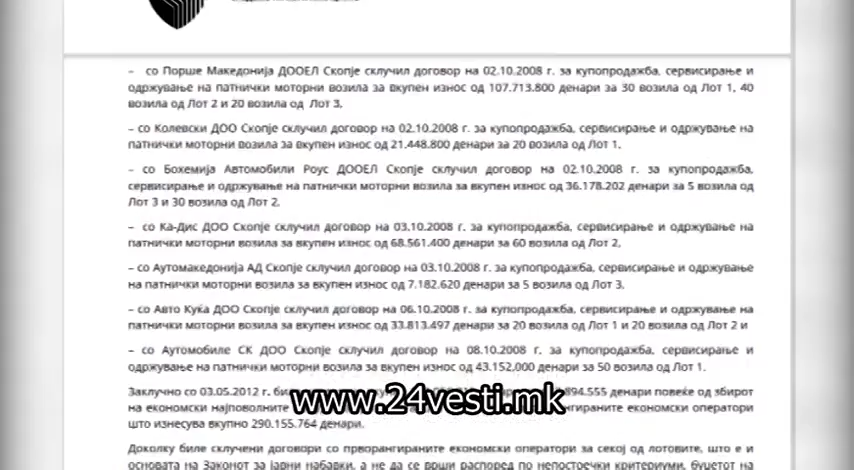 – со Порше Македонија ДООЕЛ Скопје склучил договор на 02.10.2008 г. за купопродажба, сервисирање и
одржување на патнички моторни возила за вкупен износ од 107.713.800 денари за 30 возила од Лот 1, 40
возила од Лот 2 и 20 возила од Лот 3,
– со Колевски ДОО Скопје склучил договор на 02.10.2008 г. за купопродажба, сервисирање и одржување на
патнички моторни возила за вкупен износ од 21.448.800 денари за 20 возила од Лот 1,
– со Бохемија Автомобили Роус ДООЕЛ Скопје склучил договор на 02.10.2008 г. за купопродажба,
сервисирање и одржување на патнички моторни возила за вкупен износ од 36.178.202 денари за 5 возила од
Лот 3 и 30 возила од Лот 2,
– со Ка-Дис ДОО Скопје склучил договор на 03.10.2008 г. за купопродажба, сервисирање и одржување на
патнички моторни возила за вкупен износ од 68.561.400 денари за 60 возила од Лот 2,
– со Аутомакедонија АД Скопје склучил договор на 03.10.2008 г. за купопродажба, сервисирање и одржување
на патнички моторни возила за вкупен износ од 7.182.620 денари за 5 возила од Лот 3,
– со Авто Куќа ДОО Скопје склучил договор на 06.10.2008 г. за купопродажба, сервисирање и одржување на
патнички моторни возила за вкупен износ од 33.813.497 денари за 20 возила од Лот 1 и 20 возила од Лот 2 и
– со Аутомобиле СК ДОО Скопје склучил договор на 08.10.2008 г. за купопродажба, сервисирање и
одржување на патнички моторни возила за вкупен износ од 43.152.000 денари за 50 возила од Лот 1.
Заклучно со 03.05.2012 г. 894.555 денари повеќе од збирот
на економски најповолните економски оператори
што изнесува вкупно 290.155.764 денари.
www.24vesti.mk
Доколку биле склучени договори со прворангираните економски оператори за секој од лотовите, што е и
основата на Законот за јавни набавки, а не да се врши распоред по непостоечки критериуми, буџетот на